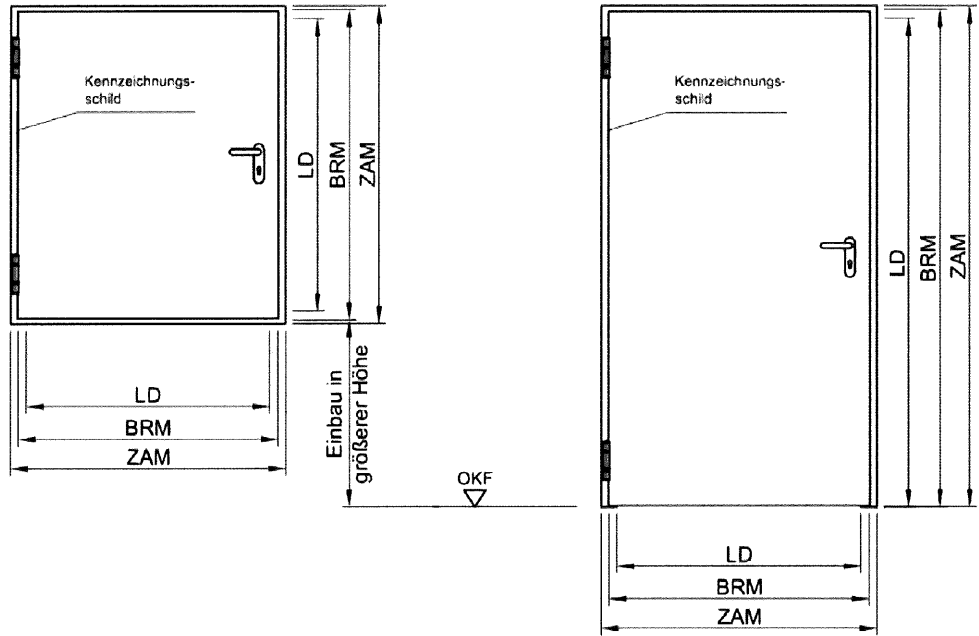 Kennzeichnungs-
schild
LD
BRM
ZAM
LD
BRM
ZAM
Einbau in
größerer Höhe
OKF
Kennzeichnungs-
schild
LD
BRM
ZAM
LD
BRM
ZAM